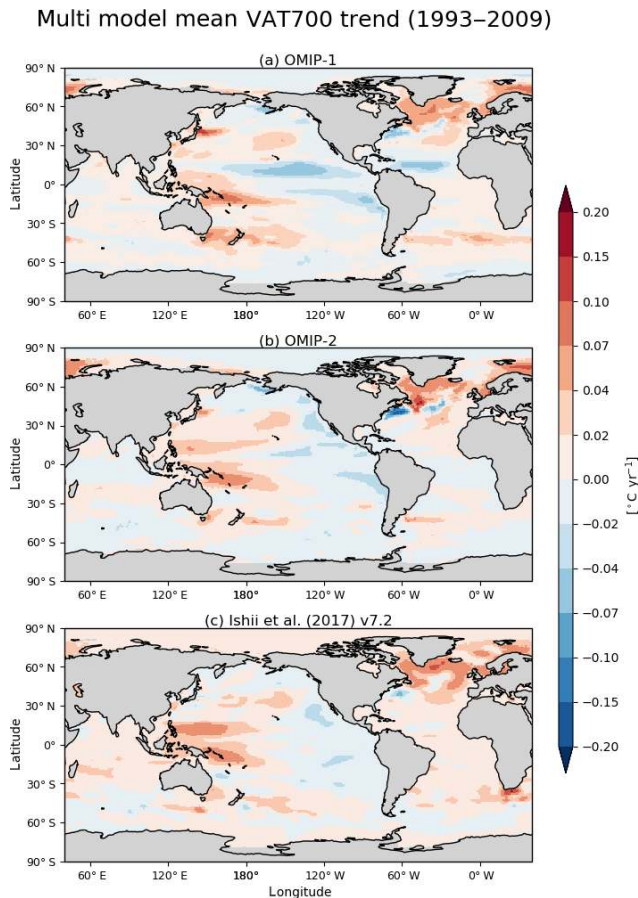 Multi model mean VAT700 trend (1993–2009)
(a) OMIP-1
90° N
60° N
30° N
0°
30° S
60° S
90° S
Latitude
60° E
120° E
180°
120° W
60° W
0° W
(b) OMIP-2
90° N
60° N
30° N
0°
30° S
60° S
90° S
Latitude
60° E
120° E
180°
120° W
60° W
0° W
(c) Ishii et al. (2017) v7.2
90° N
60° N
30° N
0°
30° S
60° S
90° S
Latitude
60° E
120° E
180°
120° W
60° W
0° W
Longitude
0.20
0.15
0.10
0.07
0.04
0.02
0.00
−0.02
−0.04
−0.07
−0.10
−0.15
−0.20
[°C yr⁻¹]